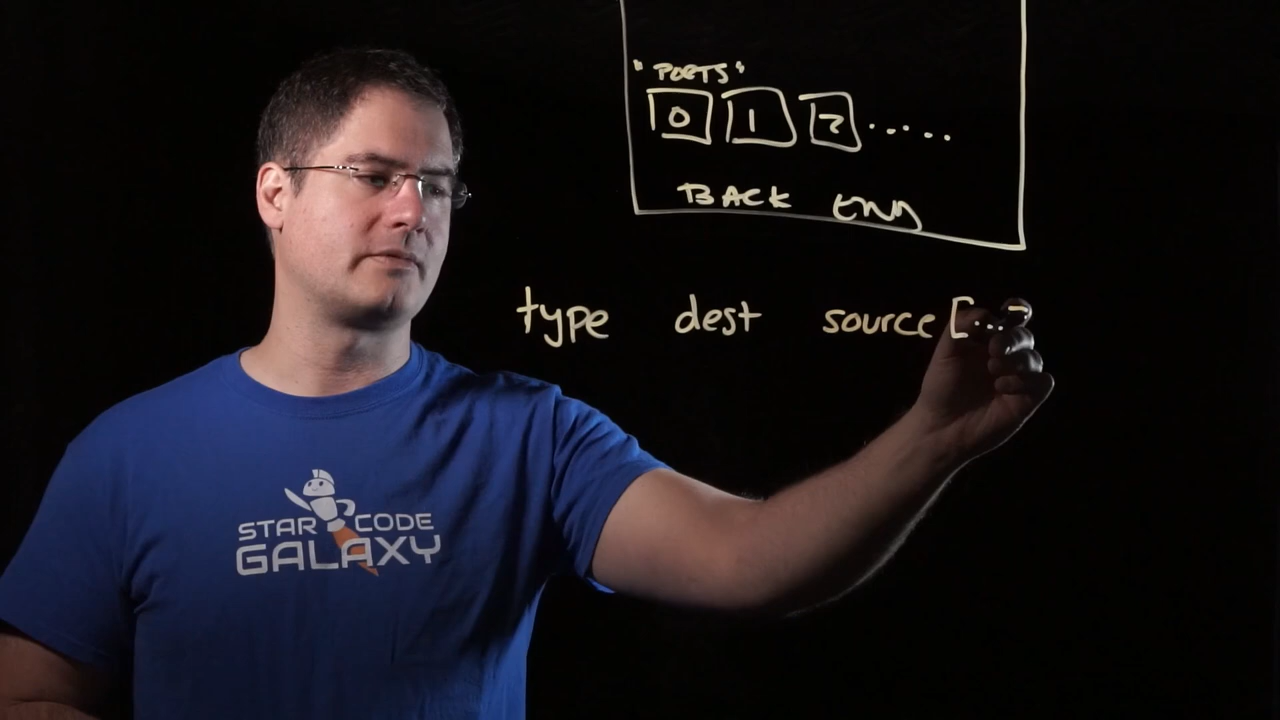 "PORTS"
0 1 2 .....
BACK END
type dest source [...]
STAR CODE
GALAXY